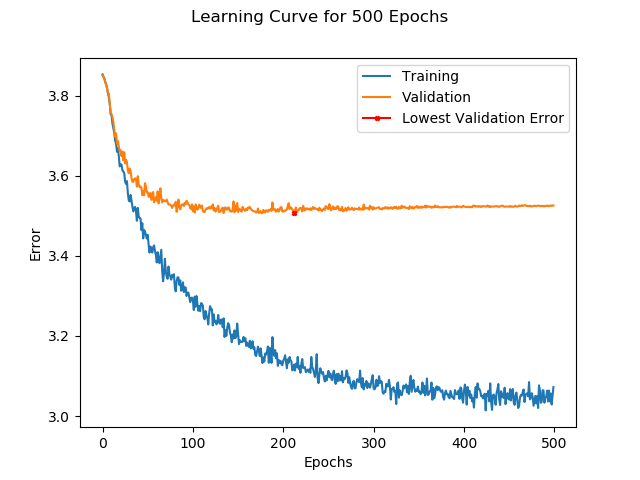 Learning Curve for 500 Epochs
Training
Validation
Lowest Validation Error
Error
3.8
3.6
3.4
3.2
3.0
0 100 200 300 400 500
Epochs